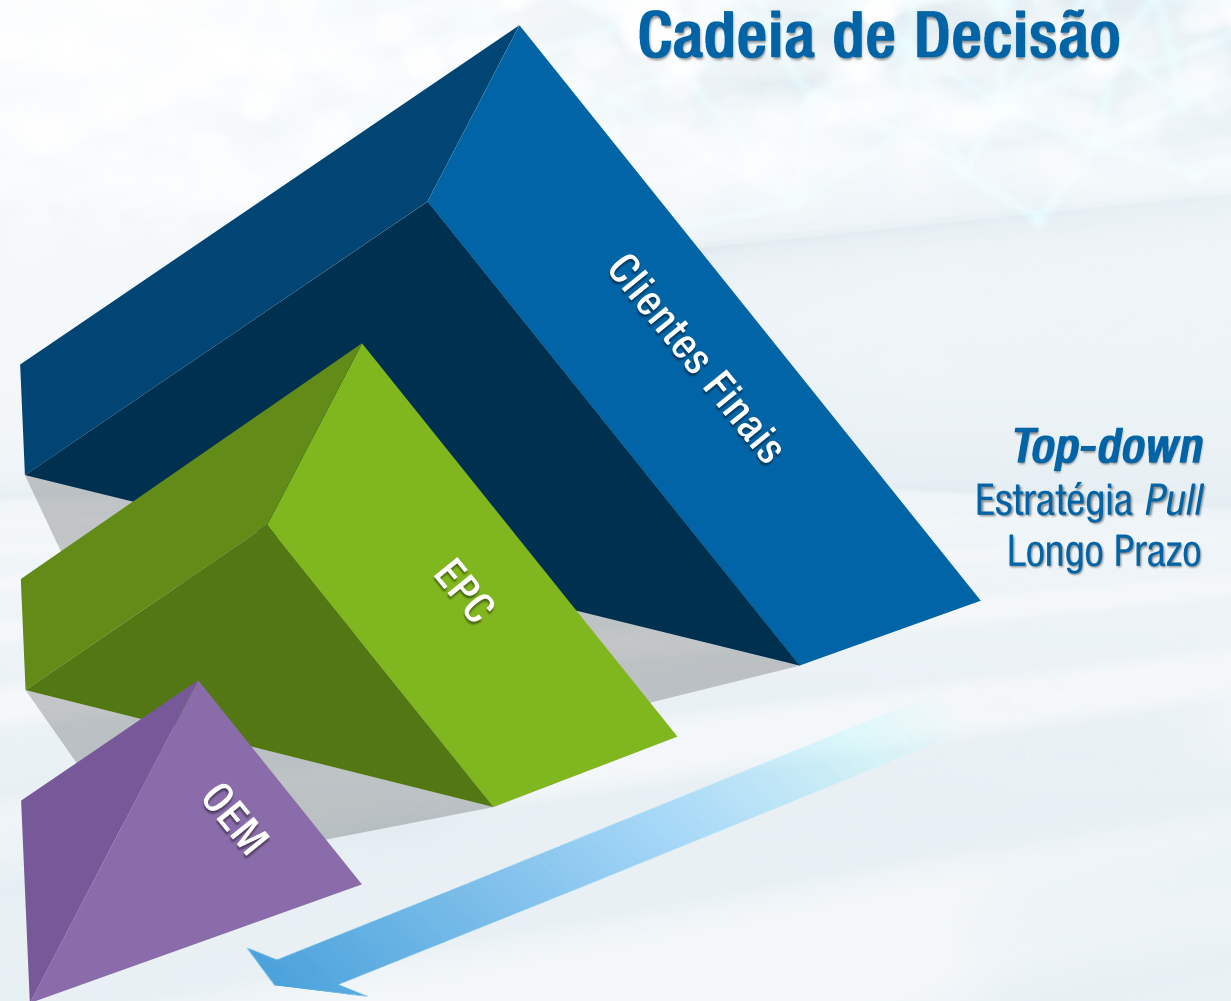 Cadeia de Decisão
Clientes Finais
Top-down
Estratégia Pull
Longo Prazo
EPC
OEM